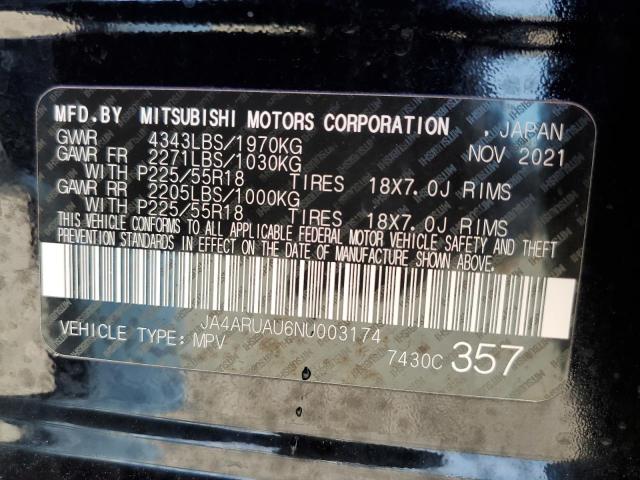 MFD.BY MITSUBISHI MOTORS CORPORATION . JAPAN
GVWR 4343LBS/1970KG NOV 2021
GAWR FR 2271LBS/1030KG
WITH P225/55R18 TIRES 18X7.0J RIMS
GAWR RR 2205LBS/1000KG
WITH P225/55R18 TIRES 18X7.0J RIMS
THIS VEHICLE CONFORMS TO ALL APPLICABLE FEDERAL MOTOR VEHICLE SAFETY AND THEFT
PREVENTION STANDARDS IN EFFECT ON THE DATE OF MANUFACTURE SHOWN ABOVE.
JA4ARUAU6NU003174
VEHICLE TYPE: MPV 7430C 357